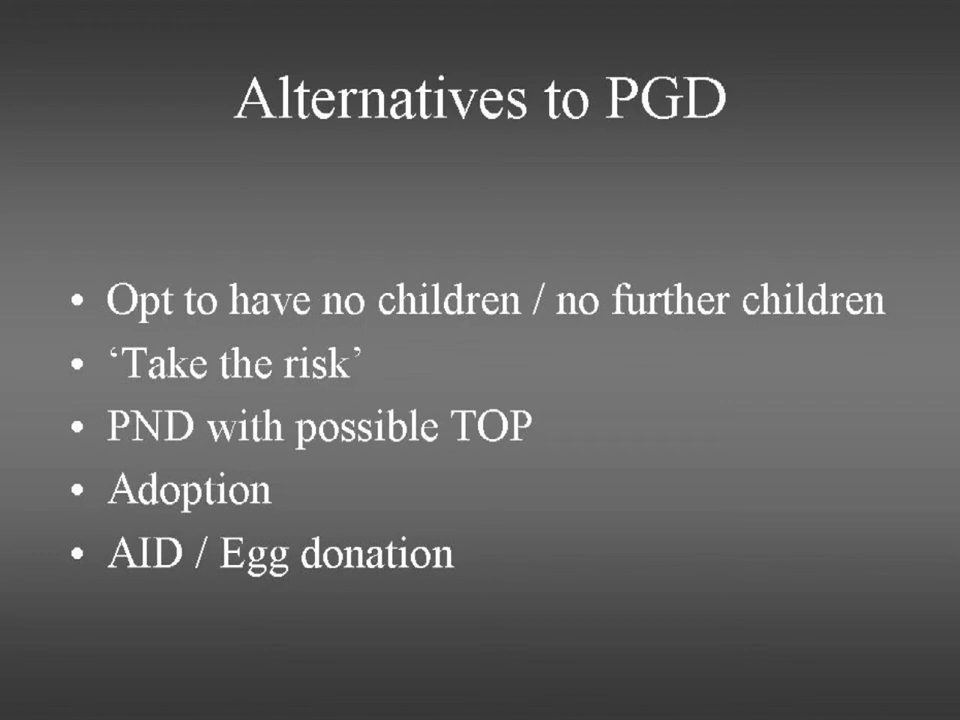 Alternatives to PGD
• Opt to have no children / no further children
• ‘Take the risk’
• PND with possible TOP
• Adoption
• AID / Egg donation